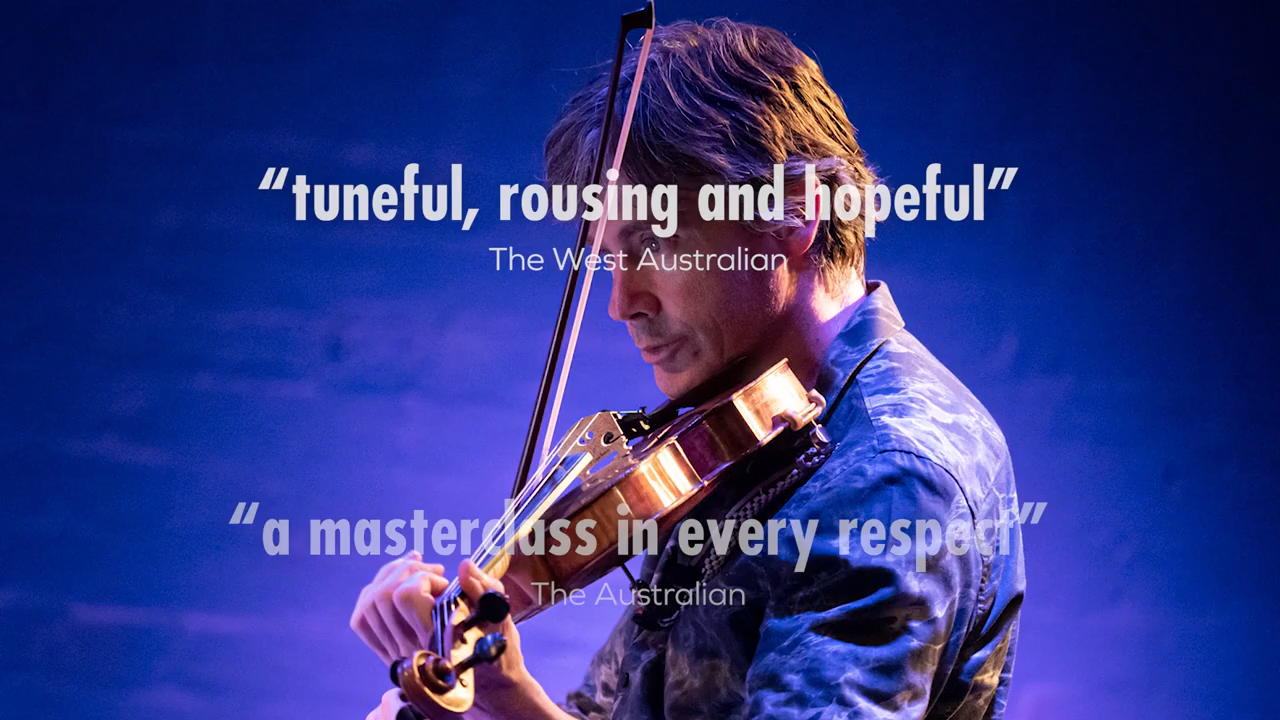 “tuneful, rousing and hopeful”
The West Australian
“a masterclass in every respect”
The Australian